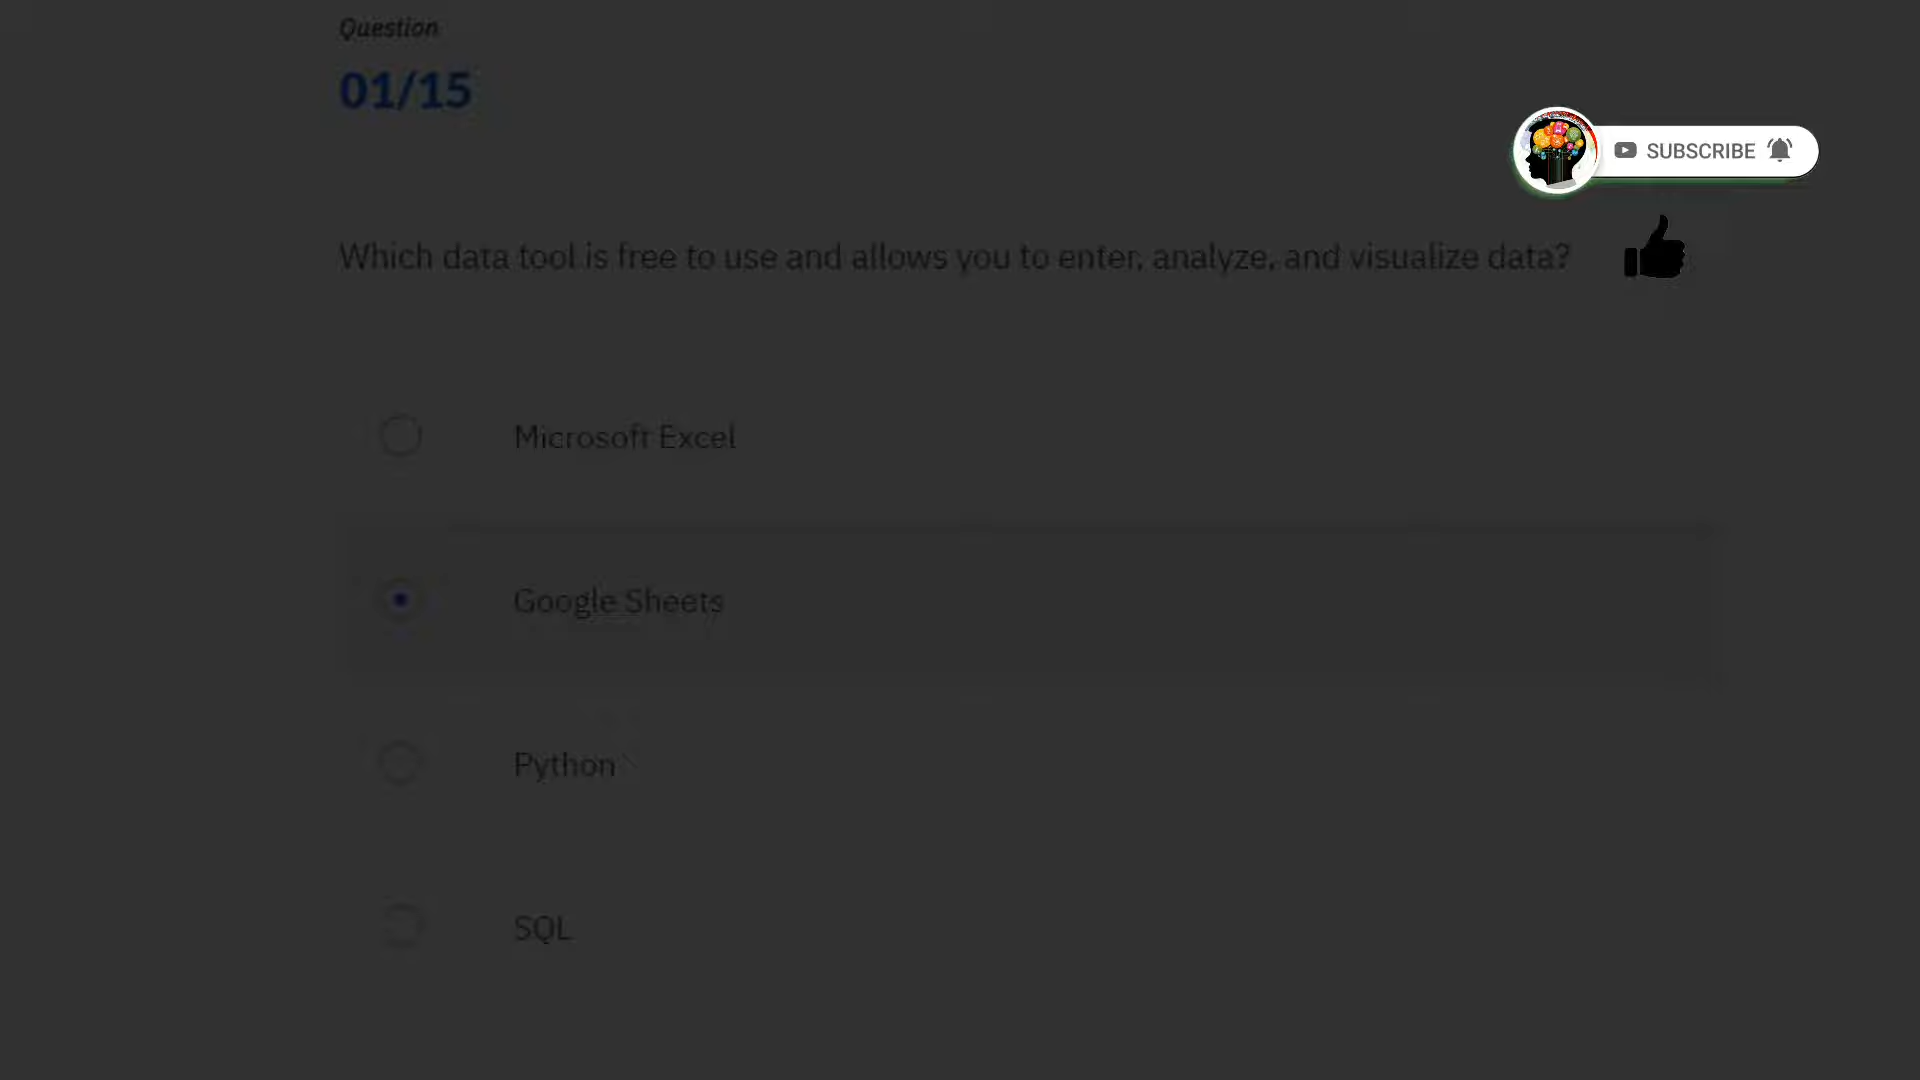 Question
01/15
SUBSCRIBE
Which data tool is free to use and allows you to enter, analyze, and visualize data?
Microsoft Excel
Google Sheets
Python
SQL